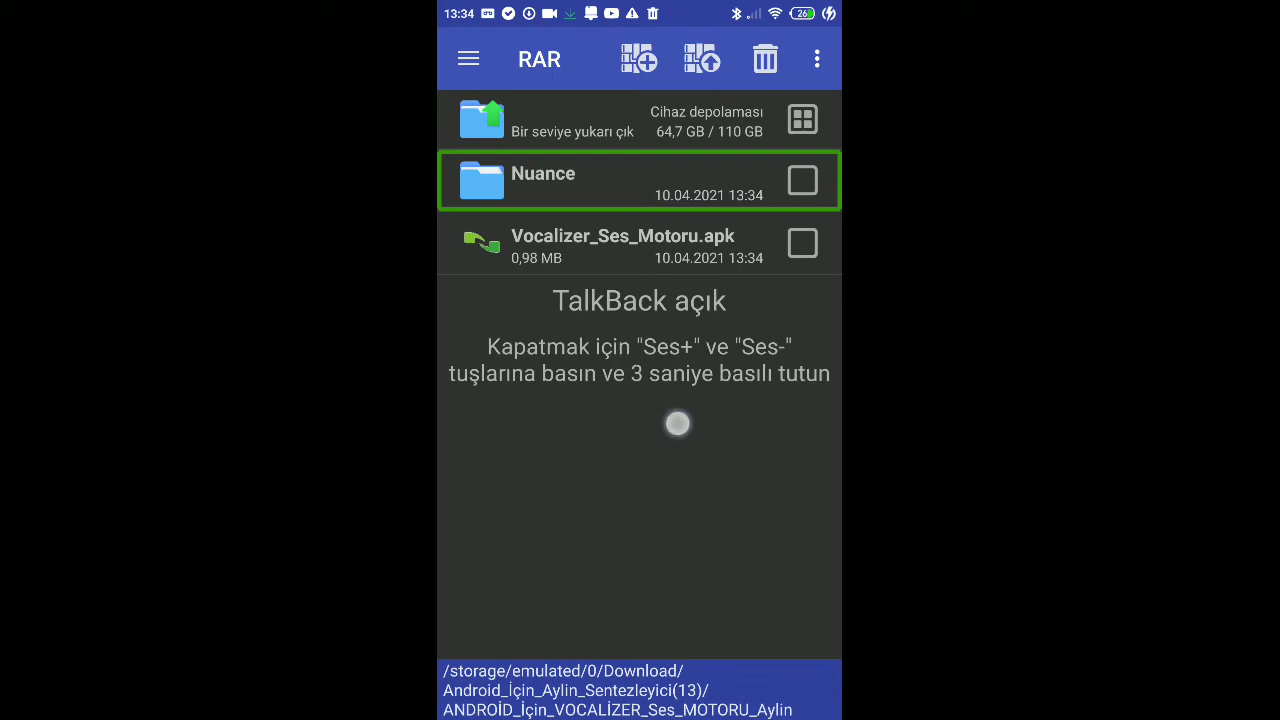 13:34
26
RAR
Cihaz depolaması
Bir seviye yukarı çık
64,7 GB / 110 GB
Nuance
10.04.2021 13:34
Vocalizer_Ses_Motoru.apk
0,98 MB
10.04.2021 13:34
TalkBack açık
Kapatmak için "Ses+" ve "Ses-"
tuşlarına basın ve 3 saniye basılı tutun
/storage/emulated/0/Download/
Android_İçin_Aylin_Sentezleyici(13)/
ANDROİD_İçin_VOCALİZER_Ses_MOTORU_Aylin